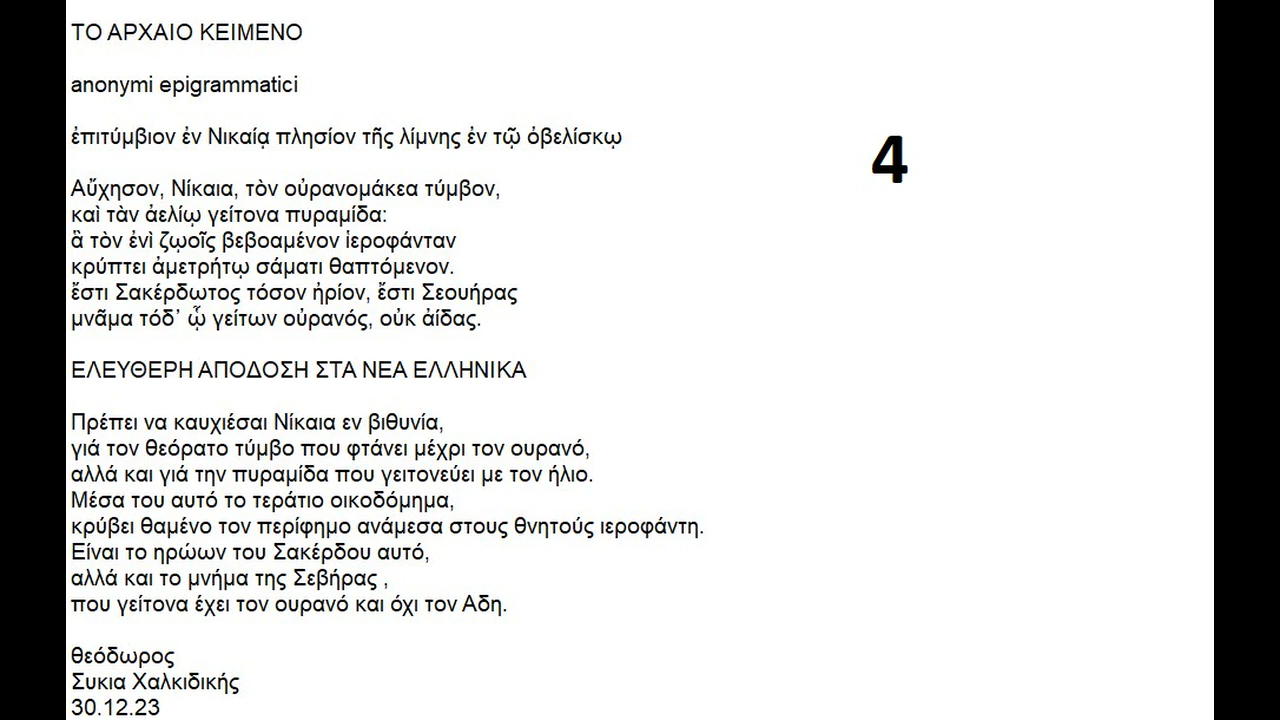 ΤΟ ΑΡΧΑΙΟ ΚΕΙΜΕΝΟ
anonymi epigrammatici
ἐπιτύμβιον ἐν Νικαίᾳ πλησίον τῆς λίμνης ἐν τῷ ὀβελίσκῳ
4
Αὔχησον, Νίκαια, τὸν οὐρανομάκεα τύμβον,
καὶ τὰν ἀελίῳ γείτονα πυραμίδα:
ἃ τὸν ἐνὶ ζῳοῖς βεβοαμένον ἱεροφάνταν
κρύπτει ἀμετρήτῳ σάματι θαπτόμενον.
ἔστι Σακέρδωτος τόσον ἠρίον, ἔστι Σεουήρας
μνᾶμα τόδ᾽ ᾧ γείτων οὐρανός, οὐκ ἀίδας.
ΕΛΕΥΘΕΡΗ ΑΠΟΔΟΣΗ ΣΤΑ ΝΕΑ ΕΛΛΗΝΙΚΑ
Πρέπει να καυχιέσαι Νίκαια εν βιθυνία,
γιά τον θεόρατο τύμβο που φτάνει μέχρι τον ουρανό,
αλλά και γιά την πυραμίδα που γειτονεύει με τον ήλιο.
Μέσα του αυτό το τεράτιο οικοδόμημα,
κρύβει θαμένο τον περίφημο ανάμεσα στους θνητούς ιεροφάντη.
Είναι το ηρώων του Σακέρδου αυτό,
αλλά και το μνήμα της Σεβήρας ,
που γείτονα έχει τον ουρανό και όχι τον Αδη.
θεόδωρος
Συκια Χαλκιδικής
30.12.23